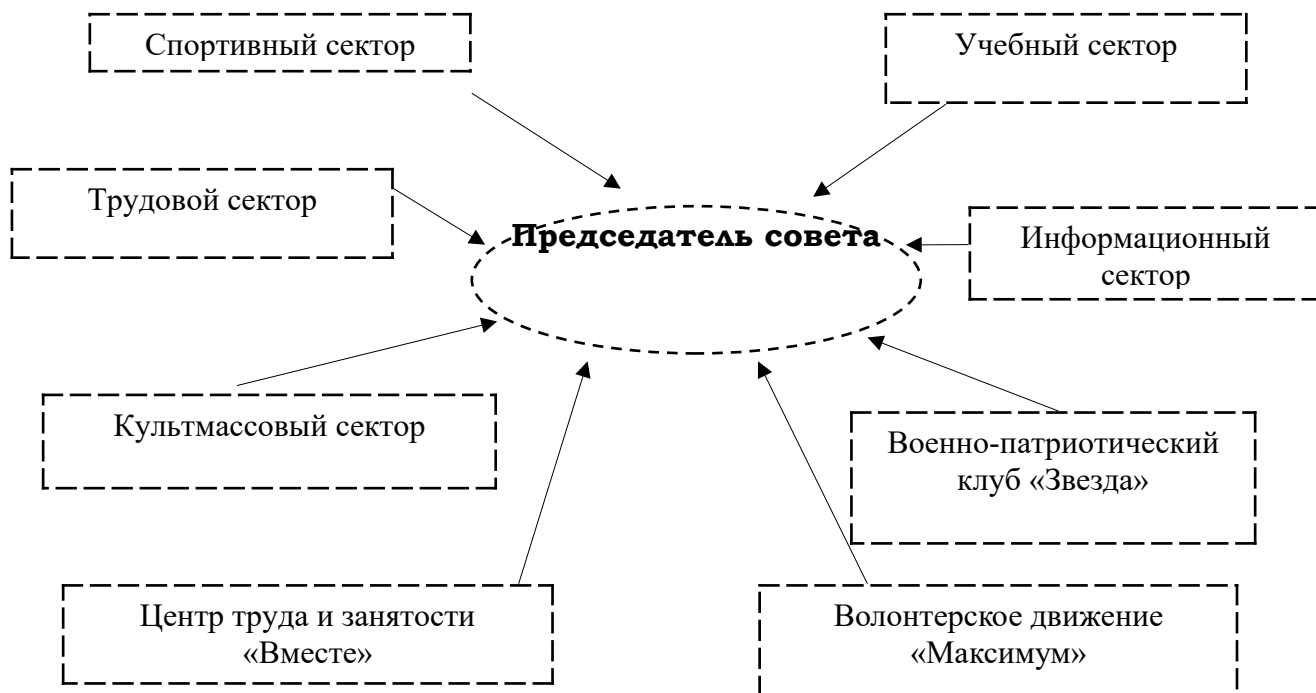 Спортивный сектор
Учебный сектор
Трудовой сектор
Председатель совета
Информационный
сектор
Культмассовый сектор
Военно-патриотический
клуб «Звезда»
Центр труда и занятости
«Вместе»
Волонтерское движение
«Максимум»